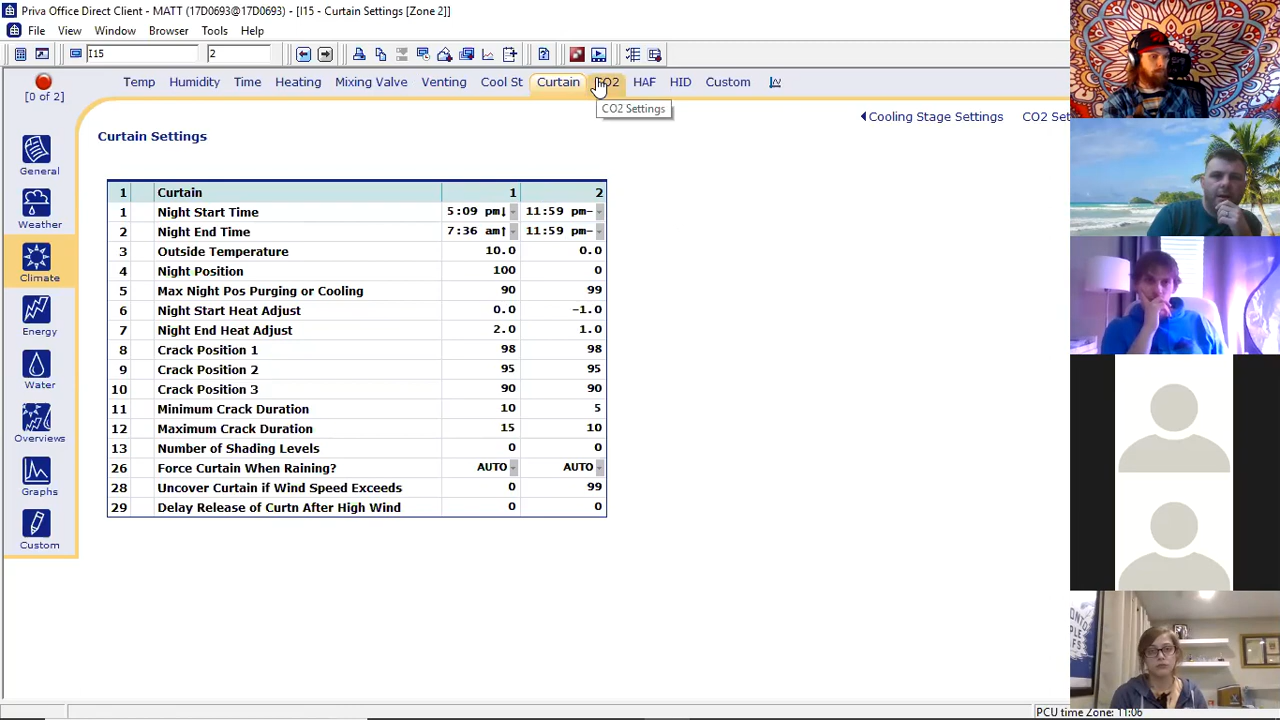 Priva Office Direct Client - MATT (17D0693@17D0693) - [I15 - Curtain Settings [Zone 2]]
File View Window Browser Tools Help
I15 2
[0 of 2]
Temp Humidity Time Heating Mixing Valve Venting Cool St Curtain CO2 HAF HID Custom
CO2 Settings
Cooling Stage Settings CO2 Set
Curtain Settings
General
Weather
Climate
Energy
Water
Overviews
Graphs
Custom
1 Curtain 1 2
1 Night Start Time 5:09 pm↓ 11:59 pm-
2 Night End Time 7:36 am↑ 11:59 pm-
3 Outside Temperature 10.0 0.0
4 Night Position 100 0
5 Max Night Pos Purging or Cooling 90 99
6 Night Start Heat Adjust 0.0 -1.0
7 Night End Heat Adjust 2.0 1.0
8 Crack Position 1 98 98
9 Crack Position 2 95 95
10 Crack Position 3 90 90
11 Minimum Crack Duration 10 5
12 Maximum Crack Duration 15 10
13 Number of Shading Levels 0 0
26 Force Curtain When Raining? AUTO AUTO
28 Uncover Curtain if Wind Speed Exceeds 0 99
29 Delay Release of Curtn After High Wind 0 0
PCU time Zone: 11:06